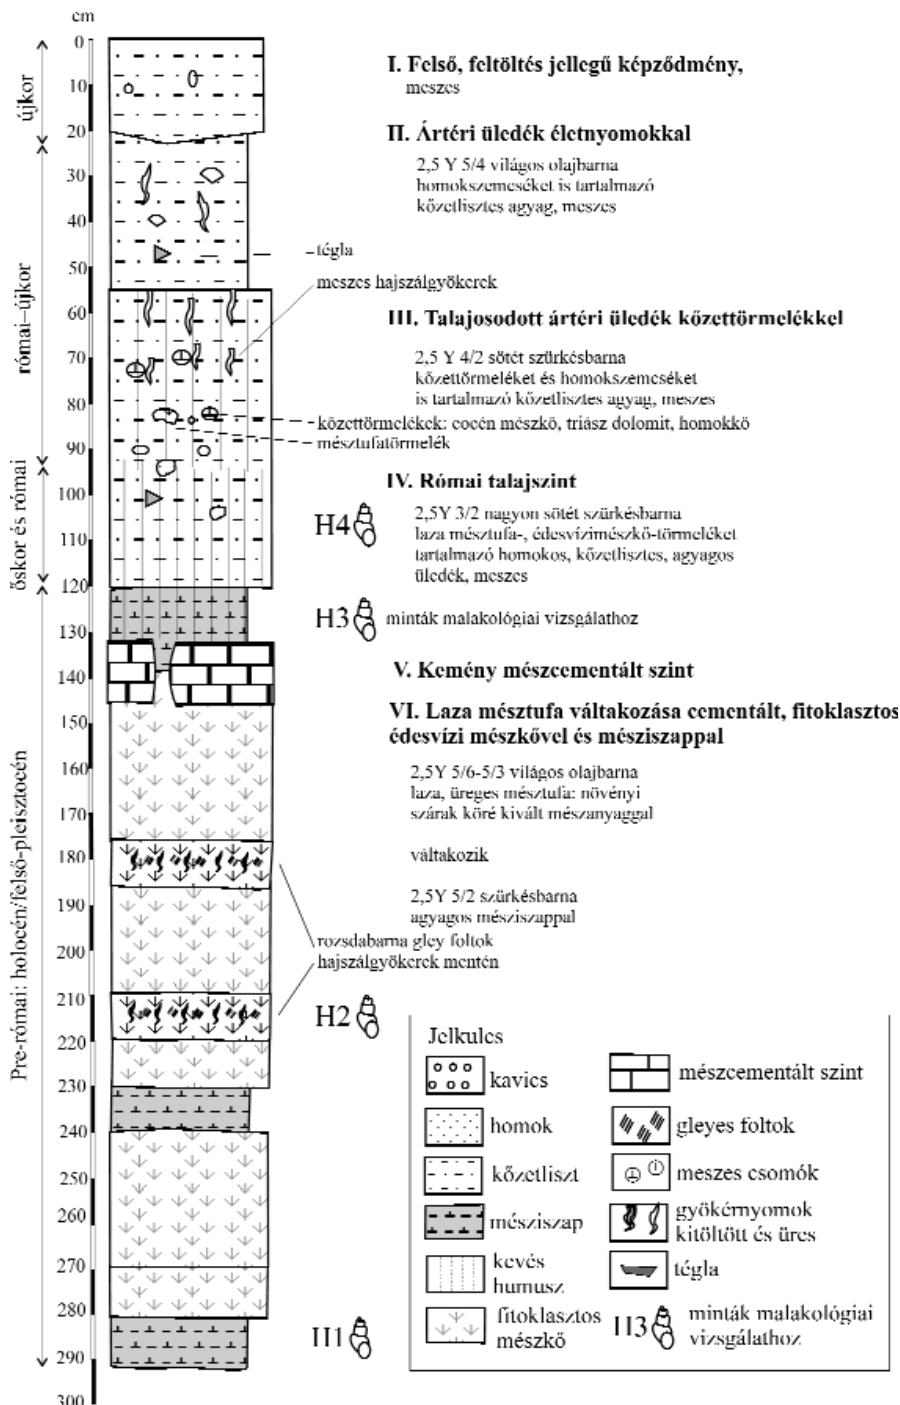 cm
0
10
20
30
40
50
60
70
80
90
100
110
120
130
140
150
160
170
180
190
200
210
220
230
240
250
260
270
280
290
300
újkor
római–újkor
őskor és római
Pre-római: holocén/felső-pleisztocén
I. Felső, feltöltés jellegű képződmény,
meszes
II. Ártéri üledék életnyomokkal
2,5 Y 5/4 világos olajbarna
homokszemcséket is tartalmazó
kőzetlisztes agyag, meszes
tégla
meszes hajszálgyökerek
III. Talajosodott ártéri üledék kőzettörmelékkel
2,5 Y 4/2 sötét szürkésbarna
kőzettörmeléket és homokszemcséket
is tartalmazó kőzetlisztes agyag, meszes
kőzettörmelékek: eocén mészkő, triász dolomit, homokkő
mésztufatörmelék
IV. Római talajszint
H4
2,5Y 3/2 nagyon sötét szürkésbarna
laza mésztufa-, édesvízimészkő-törmeléket
tartalmazó homokos, kőzetlisztes, agyagos
üledék, meszes
H3 minták malakológiai vizsgálathoz
V. Kemény mészcementált szint
VI. Laza mésztufa váltakozása cementált, fitoklasztos
édesvízi mészkővel és mésziszappal
2,5Y 5/6-5/3 világos olajbarna
laza, üreges mésztufa: növényi
szárak köré kivált mészanyaggal
váltakozik
2,5Y 5/2 szürkésbarna
agyagos mésziszappal
rozsdabarna gley foltok
hajszálgyökerek mentén
H2
H1
Jelkulcs
kavics
homok
kőzetliszt
mésziszap
kevés
humusz
fitoklasztos
mészkő
mészcementált szint
gleyes foltok
meszes csomók
gyökérnyomok
kitöltött és üres
tégla
H3 minták malakológiai
vizsgálathoz